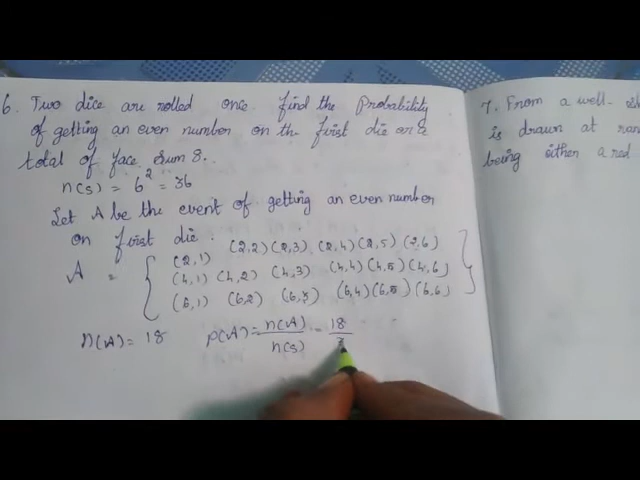 6. Two dice are rolled once. find the Probability
of getting an even number on the first die or a
total of face sum 8.
n(s) = 6² = 36
Let A be the event of getting an even number
on first die.
A = { (2,1) (2,2) (2,3) (2,4) (2,5) (2,6)
(4,1) (4,2) (4,3) (4,4) (4,5) (4,6)
(6,1) (6,2) (6,3) (6,4) (6,5) (6,6) }
n(A) = 18 P(A) = n(A)/n(s) = 18/3
7. From a well-
is drawn at ran
being either a red